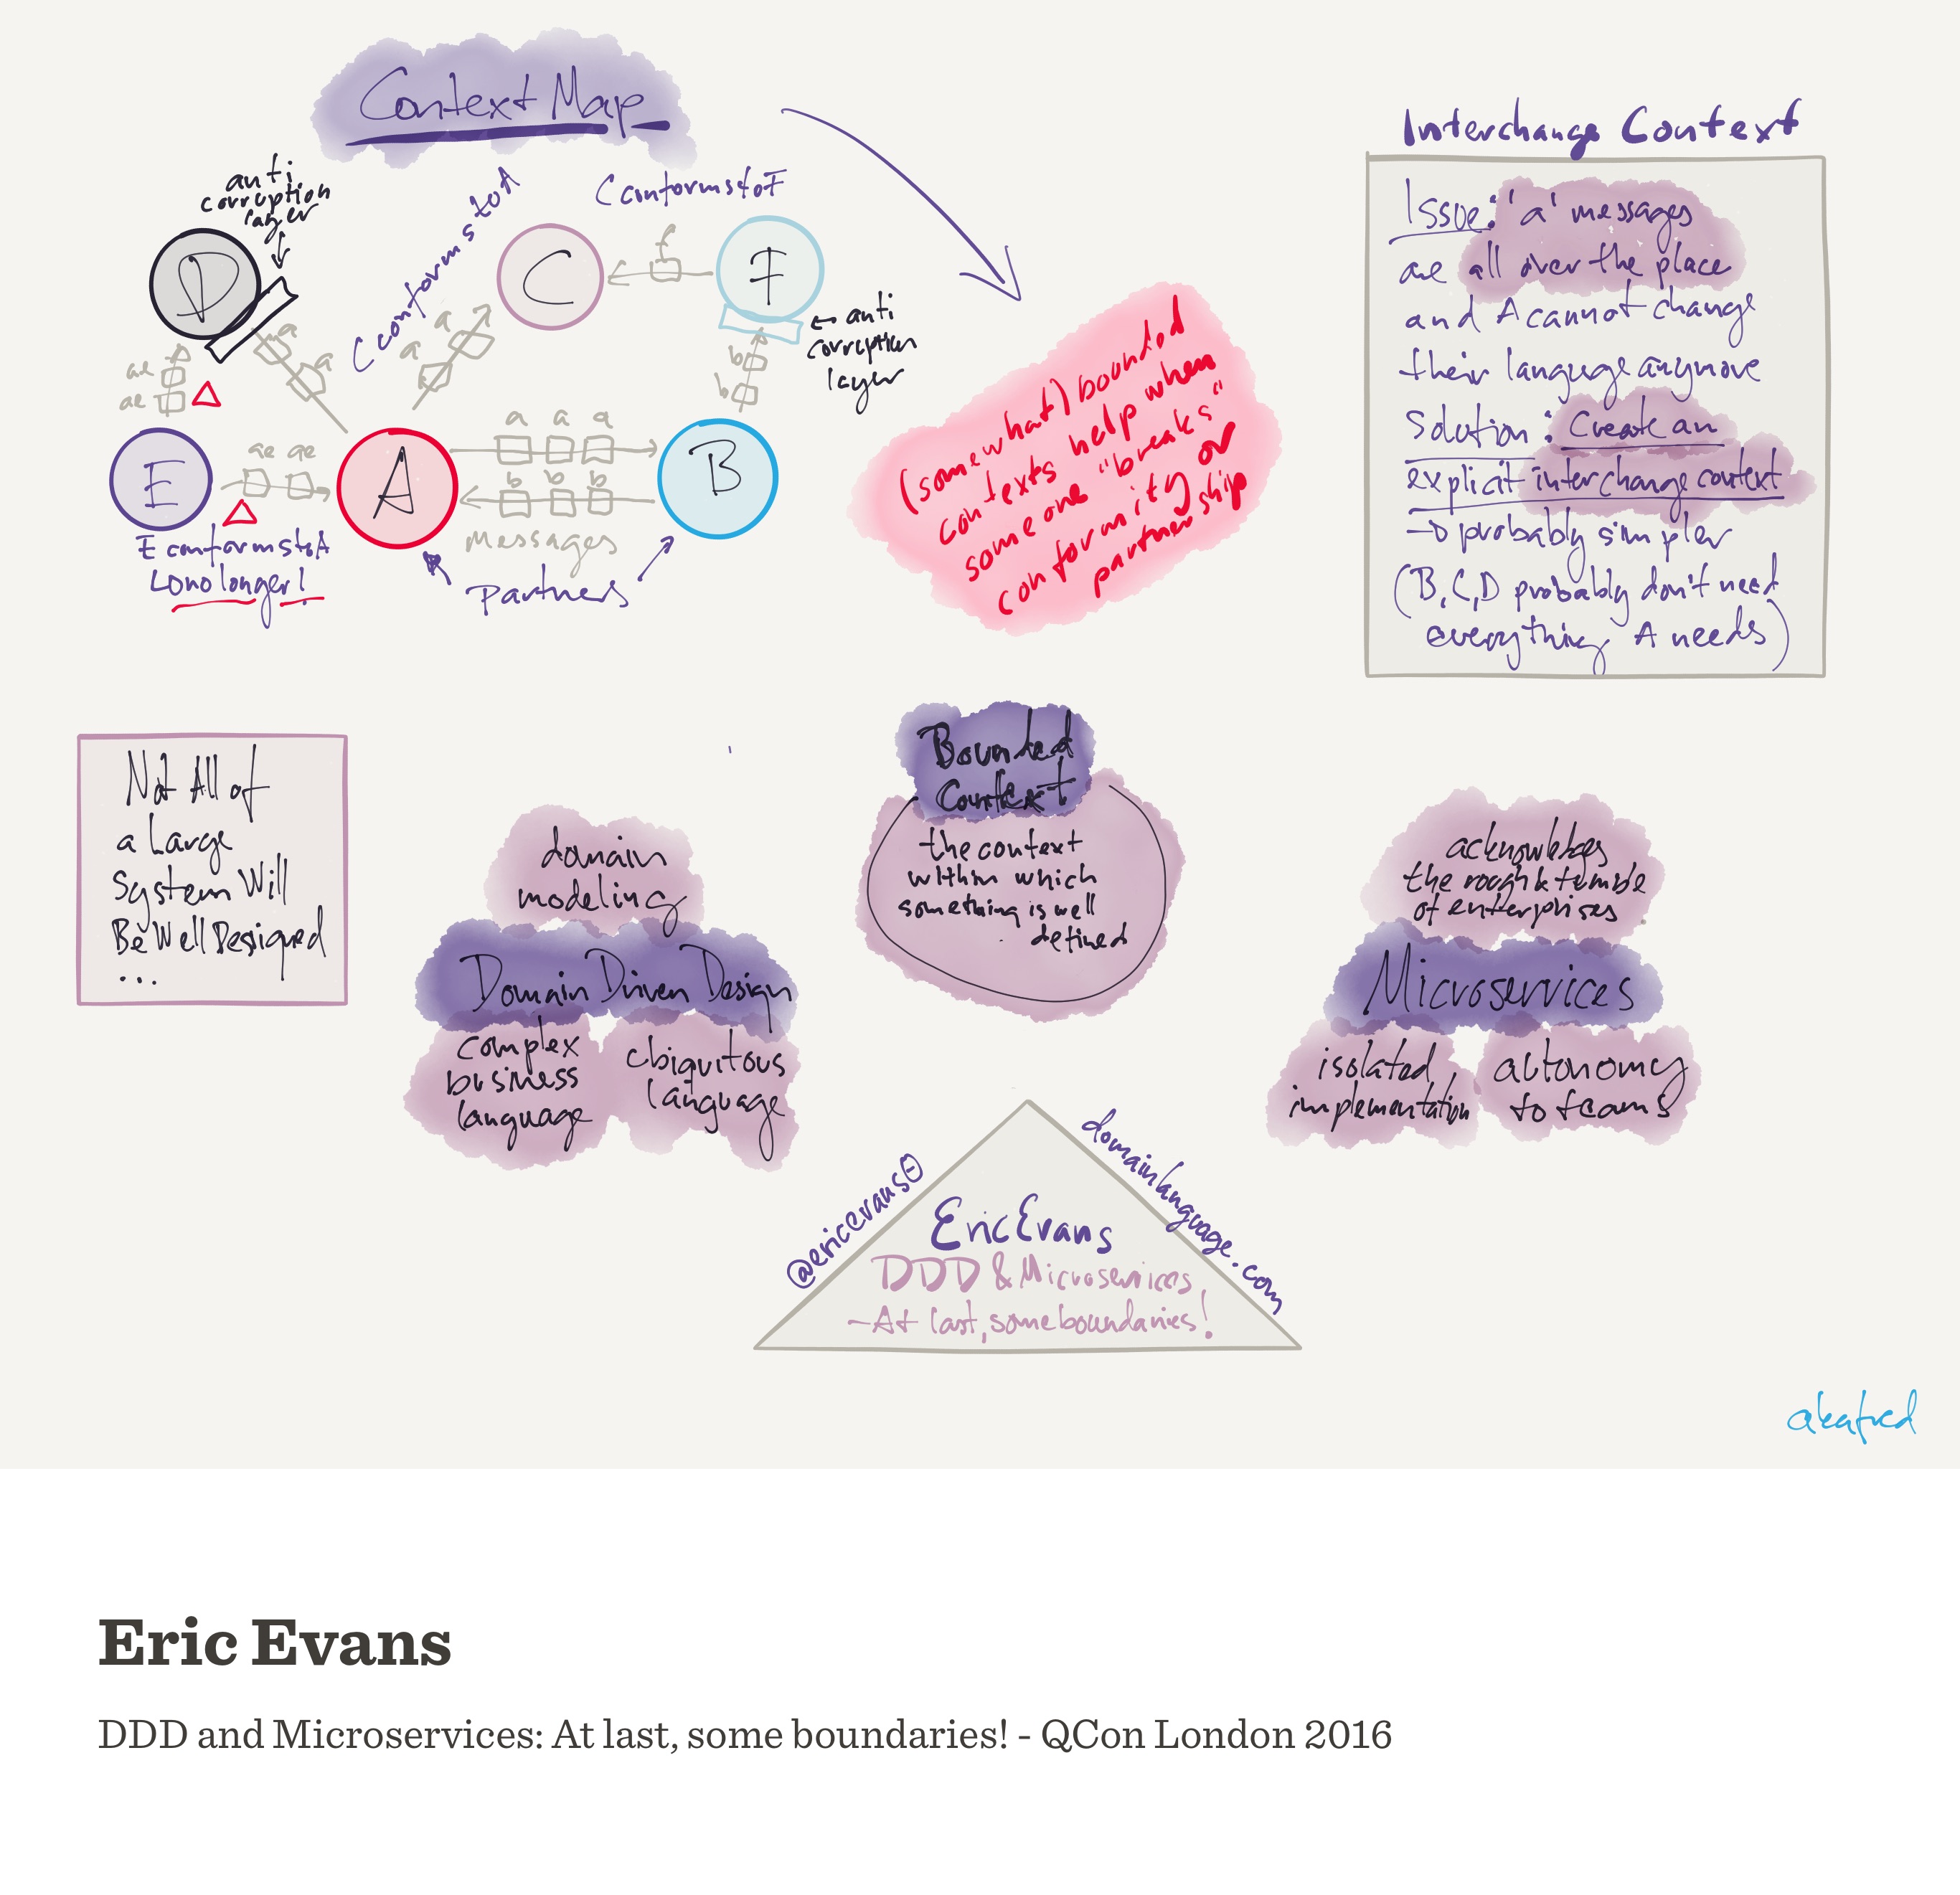 Context Map
anti
corruption
layer
C conforms to A
C conforms to F
D
C
F
f
a
a
a
a
← anti
corruption
layer
b
b
ae
ae
E
ae ae
A
a a a
b b b
messages
B
E conforms to A
no longer!
Partners
(somewhat) bounded
contexts help when
someone "breaks"
conformity or
partnership
Interchange Context
Issue: 'a' messages
are all over the place
and A cannot change
their language anymore
Solution: Create an
explicit interchange context
→ probably simpler
(B, C, D probably don't need
everything A needs)
Not All of
a Large
System Will
Be Well Designed
...
domain
modeling
Domain Driven Design
complex
business
language
ubiquitous
language
Bounded
Context
the context
within which
something is well
defined
acknowledges
the rough & tumble
of enterprises
Microservices
isolated
implementation
autonomy
to teams
@ericevans0
domainlanguage.com
Eric Evans
DDD & Microservices
- At last, some boundaries!
akafred
Eric Evans
DDD and Microservices: At last, some boundaries! - QCon London 2016